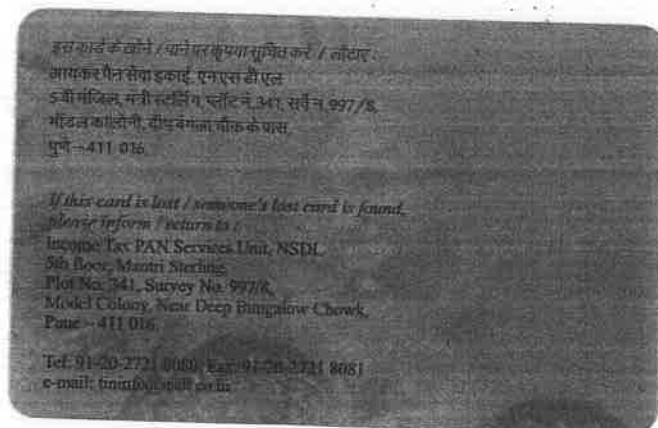 इस कार्ड के खोने / पाने पर कृपया सूचित करें / लौटाएं :
आयकर पैन सेवा इकाई, एन एस डी एल
5 वी मंजिल, मंत्री स्टर्लिंग, प्लॉट नं. 341, सर्वे नं. 997/8,
मॉडल कालोनी, दीप बंगला चौक के पास,
पुणे – 411 016.
If this card is lost / someone's lost card is found,
please inform / return to :
Income Tax PAN Services Unit, NSDL
5th floor, Mantri Sterling,
Plot No. 341, Survey No. 997/8,
Model Colony, Near Deep Bungalow Chowk,
Pune – 411 016.
Tel: 91-20-2721 8080, Fax: 91-20-2721 8081
e-mail: